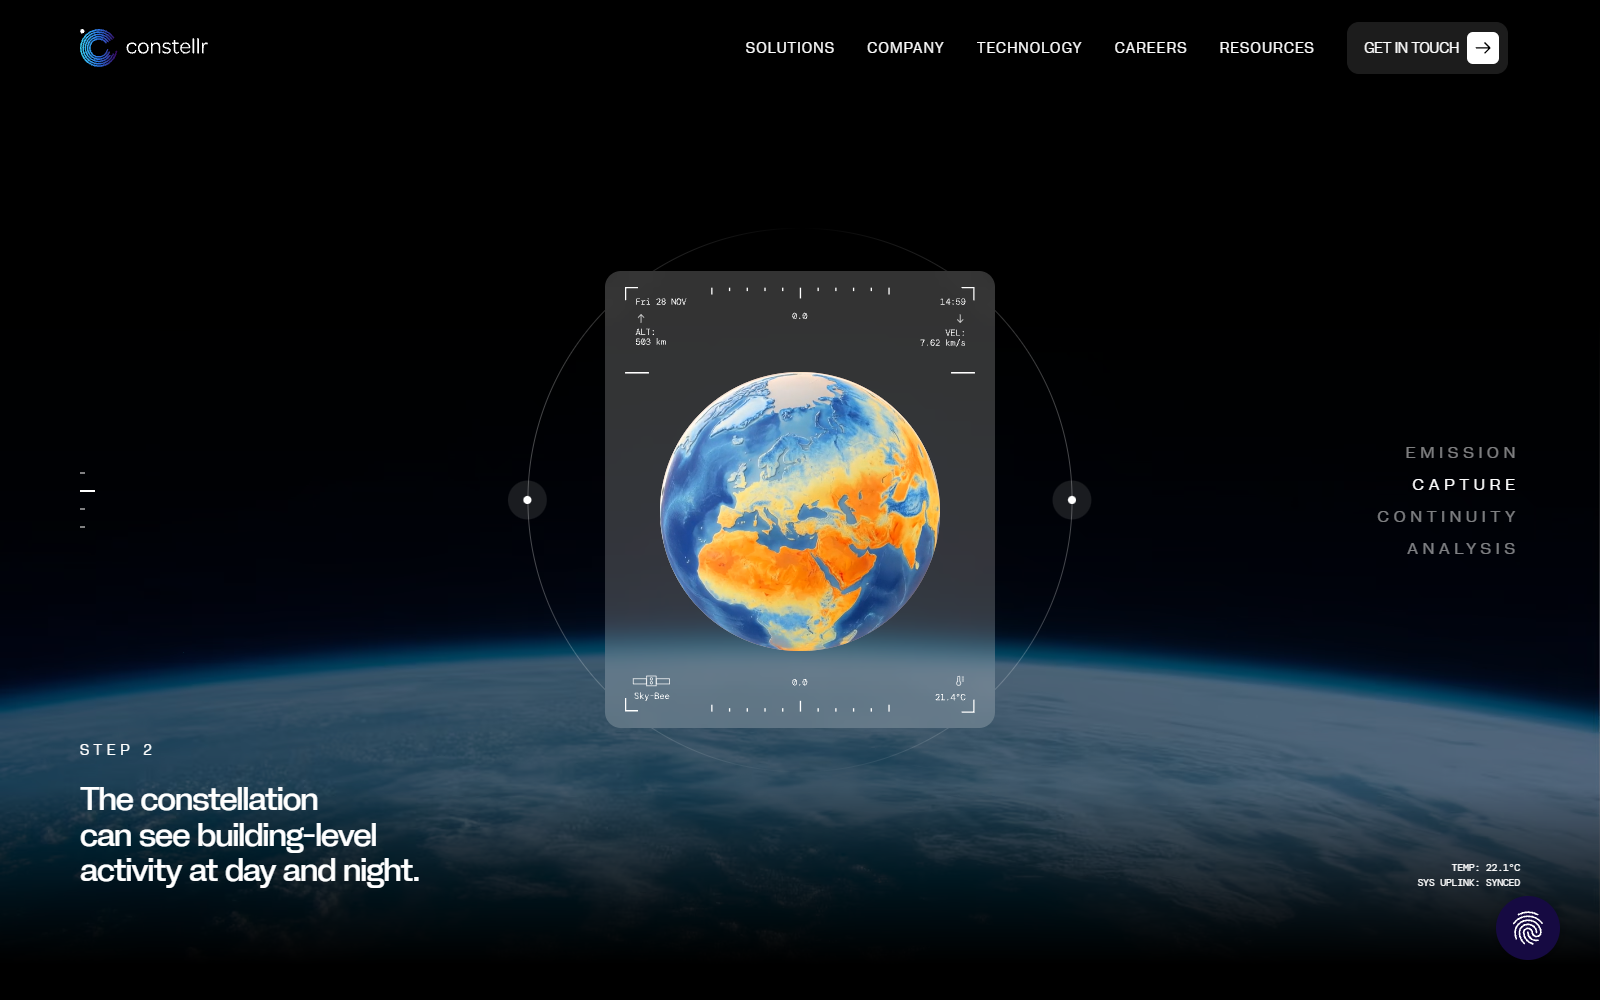 constellr
SOLUTIONS COMPANY TECHNOLOGY CAREERS RESOURCES GET IN TOUCH
Fri 28 NOV 14:59
0.0
ALT: VEL:
503 km 7.62 km/s
EMISSION
CAPTURE
CONTINUITY
ANALYSIS
0.0
Sky-Bee 21.4°C
STEP 2
The constellation
can see building-level
activity at day and night.
TEMP: 22.1°C
SYS UPLINK: SYNCED